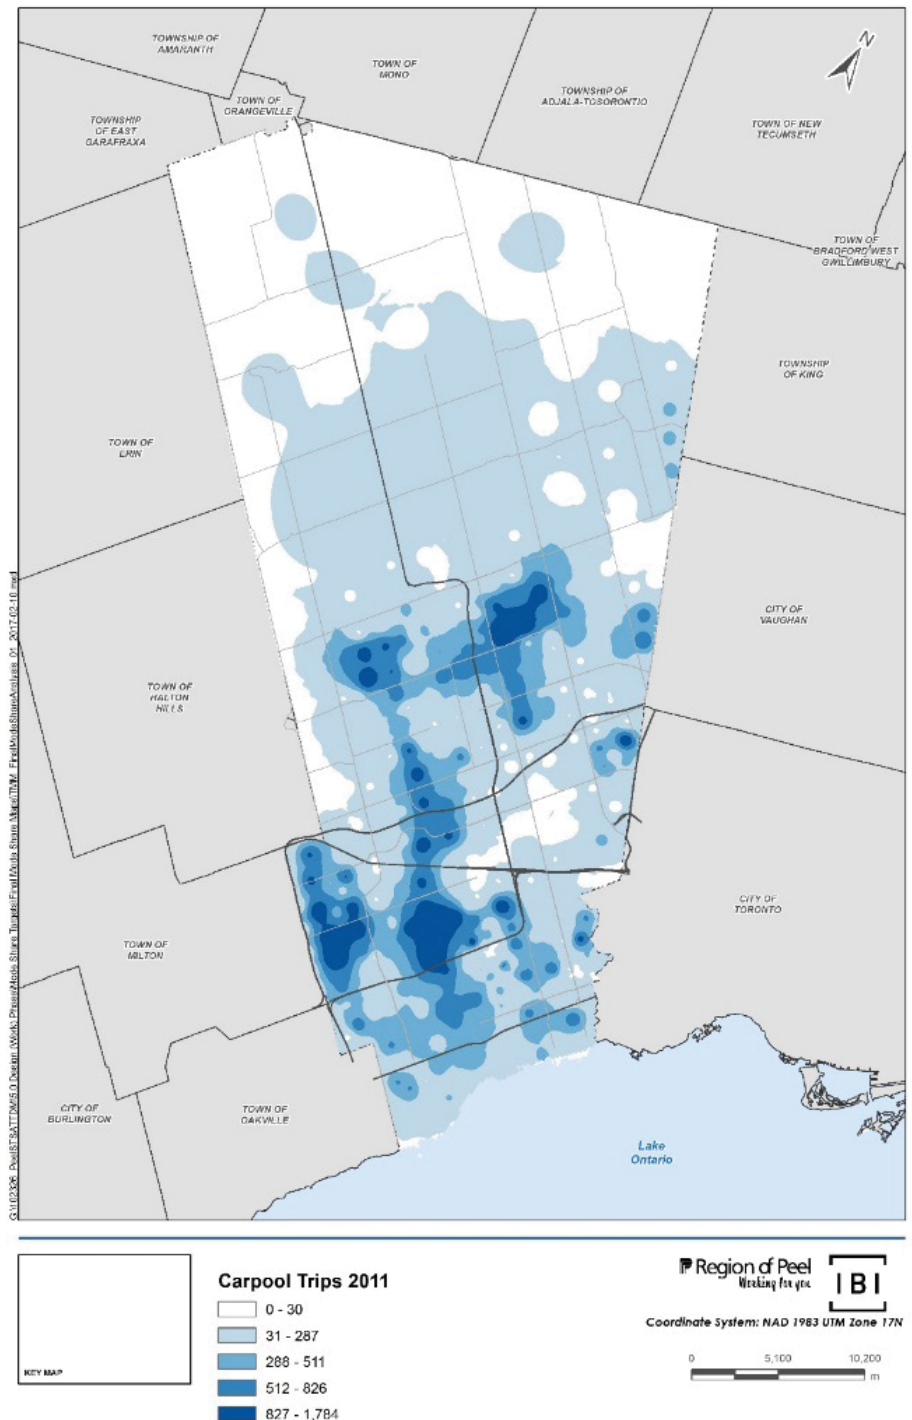 TOWNSHIP OF
AMARANTH
TOWN OF
MONO
N
TOWNSHIP OF
ADJALA-TOSORONTIO
TOWN OF
ORANGEVILLE
TOWNSHIP
OF EAST
GARAFRAXA
TOWN OF NEW
TECUMSETH
TOWN OF
BRADFORD WEST
GWILLIMBURY
TOWNSHIP
OF KING
TOWN OF
ERIN
CITY OF
VAUGHAN
TOWN OF
HALTON
HILLS
CITY OF
TORONTO
TOWN OF
MILTON
CITY OF
BURLINGTON
TOWN OF
OAKVILLE
Lake
Ontario
KEY MAP
Carpool Trips 2011
0 - 30
31 - 287
288 - 511
512 - 826
827 - 1,784
Region of Peel
Working for you
IBI
Coordinate System: NAD 1983 UTM Zone 17N
0 5,100 10,200
m